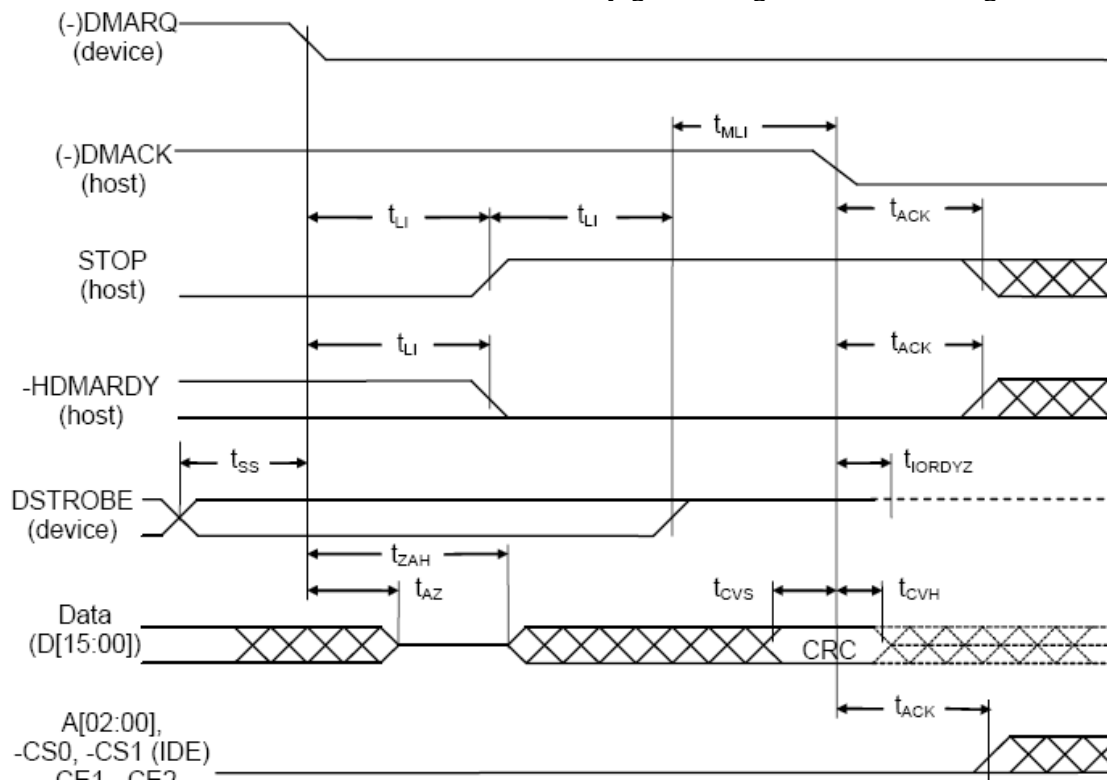 (-)DMARQ
(device)
tMLI
(-)DMACK
(host)
tLI tLI tACK
STOP
(host)
tLI tACK
-HDMARDY
(host)
tSS tIORDYZ
DSTROBE
(device)
tZAH
tAZ tCVS tCVH
Data
(D[15:00])
CRC
tACK
A[02:00],
-CS0, -CS1 (IDE)